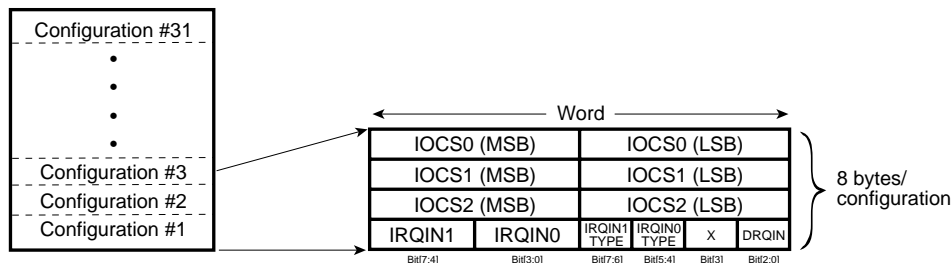 Configuration #31
Configuration #3
Configuration #2
Configuration #1
Word
IOCS0 (MSB) IOCS0 (LSB)
IOCS1 (MSB) IOCS1 (LSB)
IOCS2 (MSB) IOCS2 (LSB)
IRQIN1 IRQIN0 IRQIN1 TYPE IRQIN0 TYPE X DRQIN
Bit[7:4] Bit[3:0] Bit[7:6] Bit[5:4] Bit[3] Bit[2:0]
8 bytes/
configuration